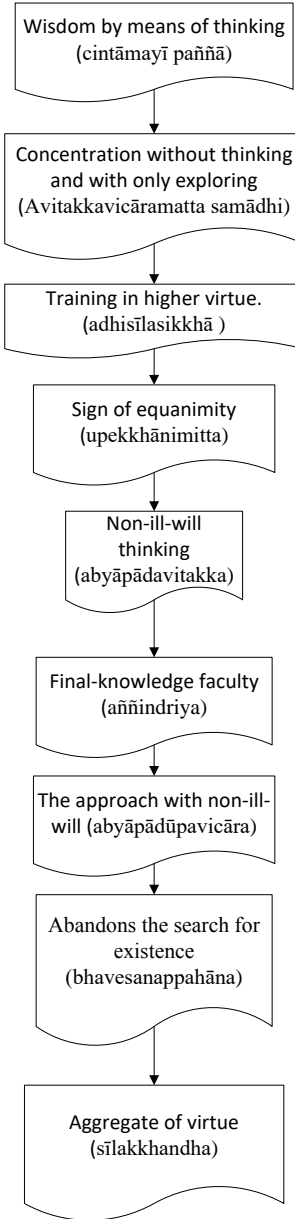 Wisdom by means of thinking
(cintāmayī paññā)
Concentration without thinking
and with only exploring
(Avitakkavicāramatta samādhi)
Training in higher virtue.
(adhisīlasikkhā )
Sign of equanimity
(upekkhānimitta)
Non-ill-will
thinking
(abyāpādavitakka)
Final-knowledge faculty
(aññindriya)
The approach with non-ill-
will (abyāpādūpavicāra)
Abandons the search for
existence
(bhavesanappahāna)
Aggregate of virtue
(sīlakkhandha)